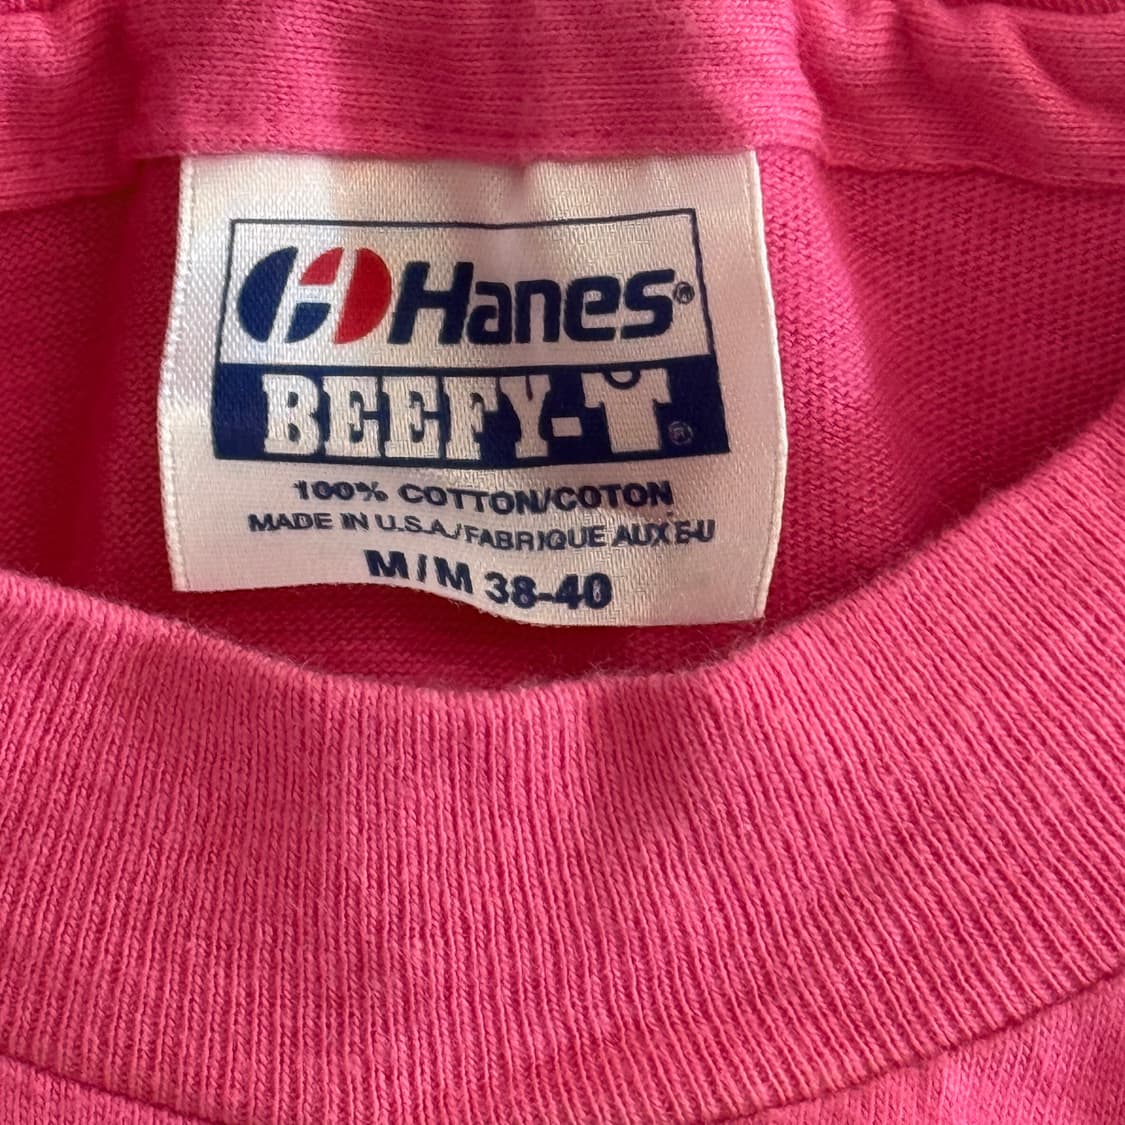 Hanes®
BEEFY-T®
100% COTTON/COTON
MADE IN U.S.A./FABRIQUE AUX E-U
M/M 38-40